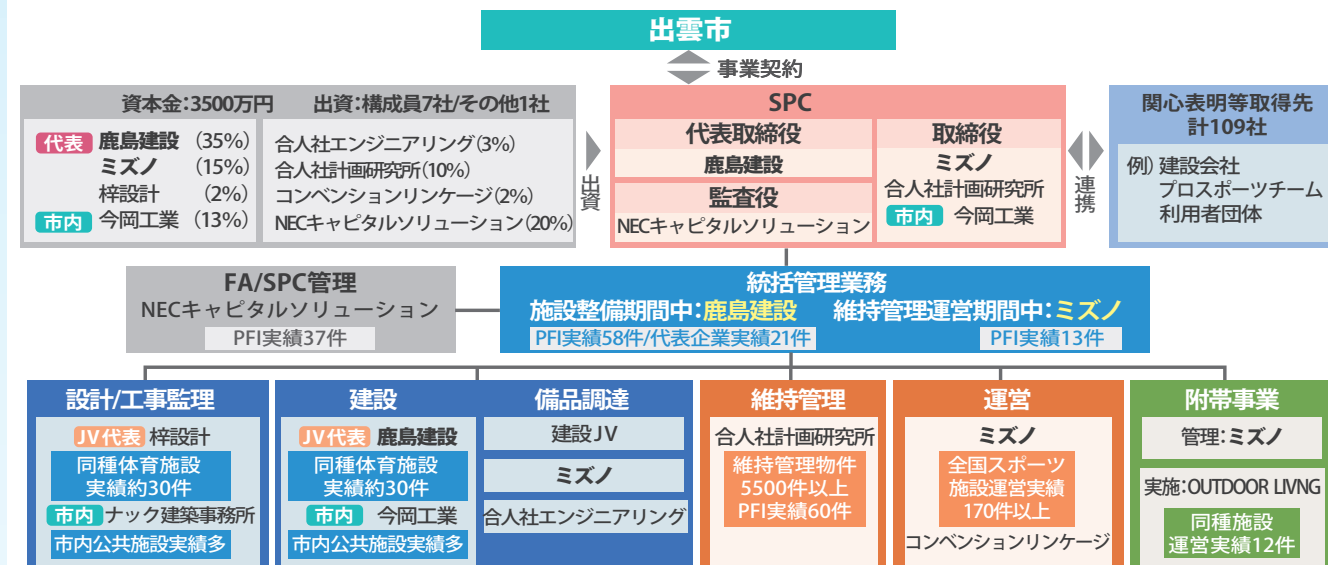 出雲市
事業契約
資本金:3500万円 出資:構成員7社/その他1社
代表 鹿島建設 (35%)
ミズノ (15%)
梓設計 (2%)
市内 今岡工業 (13%)
合人社エンジニアリング(3%)
合人社計画研究所(10%)
コンベンションリンケージ(2%)
NECキャピタルソリューション(20%)
出資
SPC
代表取締役
鹿島建設
監査役
NECキャピタルソリューション
取締役
ミズノ
合人社計画研究所
市内 今岡工業
連携
関心表明等取得先
計109社
例) 建設会社
プロスポーツチーム
利用者団体
FA/SPC管理
NECキャピタルソリューション
PFI実績37件
統括管理業務
施設整備期間中:鹿島建設 維持管理運営期間中:ミズノ
PFI実績58件/代表企業実績21件 PFI実績13件
設計/工事監理
JV代表 梓設計
同種体育施設
実績約30件
市内 ナック建築事務所
市内公共施設実績多
建設
JV代表 鹿島建設
同種体育施設
実績約30件
市内 今岡工業
市内公共施設実績多
備品調達
建設JV
ミズノ
合人社エンジニアリング
維持管理
合人社計画研究所
維持管理物件
5500件以上
PFI実績60件
運営
ミズノ
全国スポーツ
施設運営実績
170件以上
コンベンションリンケージ
附帯事業
管理:ミズノ
実施:OUTDOOR LIVNG
同種施設
運営実績12件